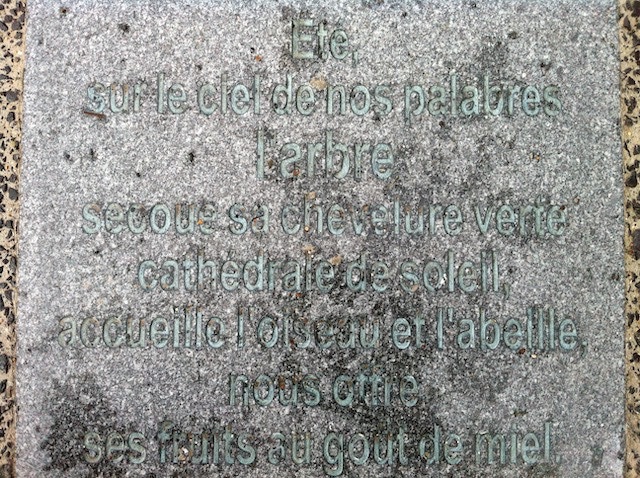 Eté,
sur le ciel de nos palabres
l'arbre
secoue sa chevelure verte
cathédrale de soleil,
accueille l'oiseau et l'abeille,
nous offre
ses fruits au gout de miel.